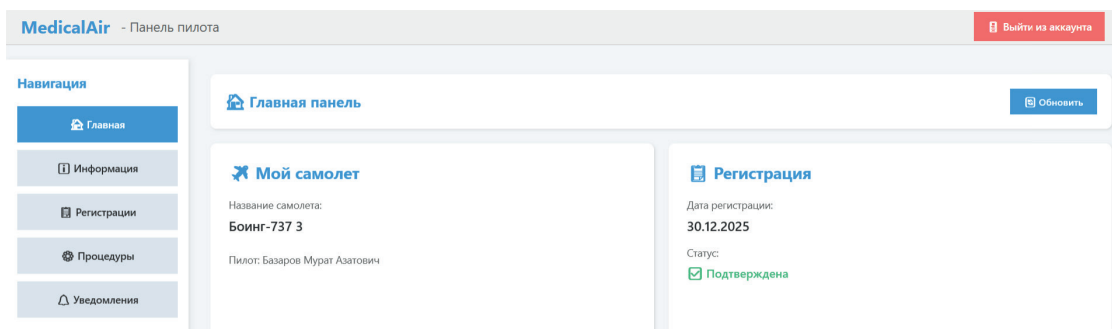 MedicalAir - Панель пилота
Выйти из аккаунта
Навигация
Главная
Информация
Регистрации
Процедуры
Уведомления
Главная панель
Обновить
Мой самолет
Название самолета:
Боинг-737 3
Пилот: Базаров Мурат Азатович
Регистрация
Дата регистрации:
30.12.2025
Статус:
Подтверждена